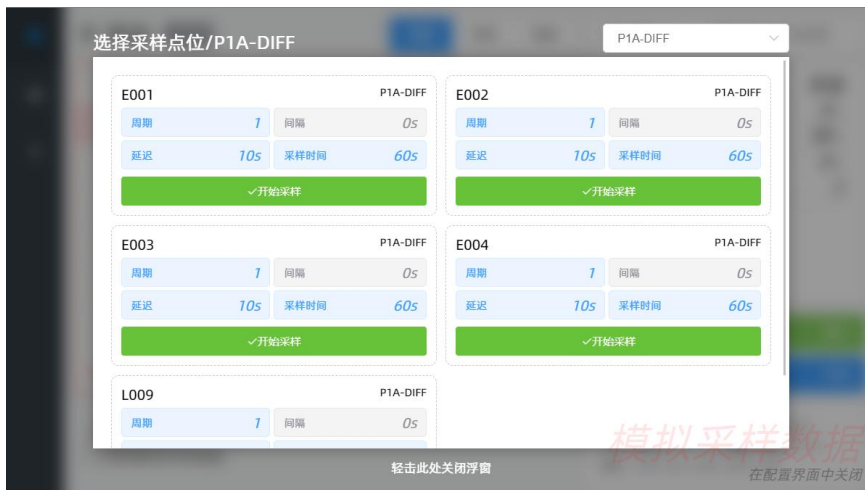 选择采样点位/P1A-DIFF
P1A-DIFF
E001 P1A-DIFF
周期 1 间隔 0s
延迟 10s 采样时间 60s
✓开始采样
E002 P1A-DIFF
周期 1 间隔 0s
延迟 10s 采样时间 60s
✓开始采样
E003 P1A-DIFF
周期 1 间隔 0s
延迟 10s 采样时间 60s
✓开始采样
E004 P1A-DIFF
周期 1 间隔 0s
延迟 10s 采样时间 60s
✓开始采样
L009 P1A-DIFF
周期 1 间隔 0s
轻击此处关闭浮窗
模拟采样数据
在配置界面中关闭